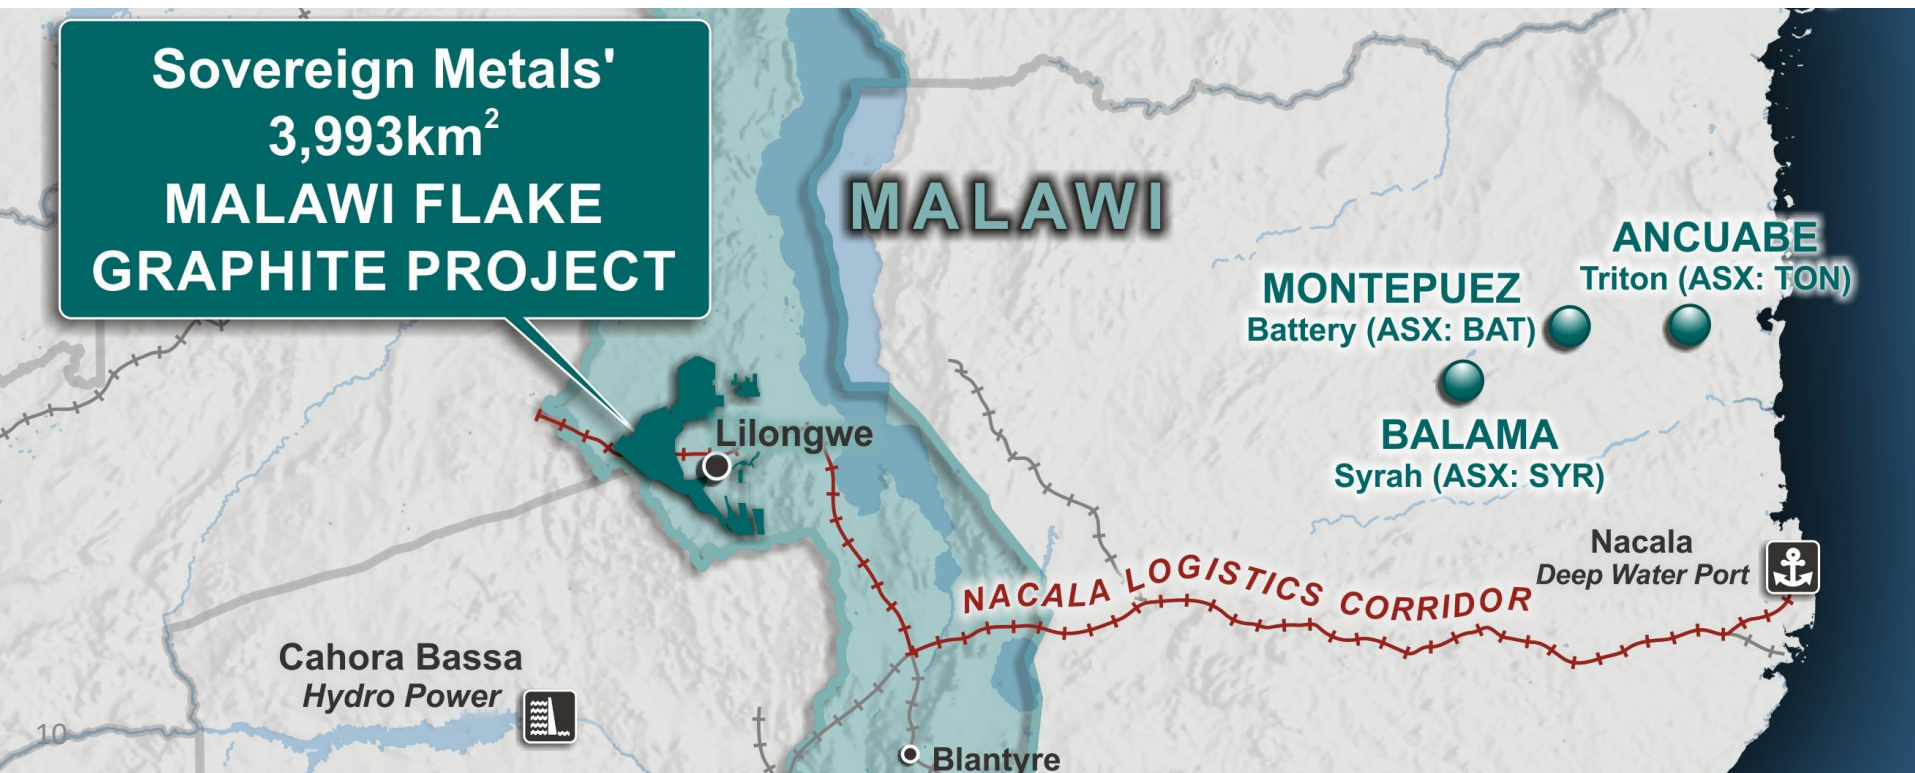 Sovereign Metals'
3,993km²
MALAWI FLAKE
GRAPHITE PROJECT
MALAWI
ANCUABE
Triton (ASX: TON)
MONTEPUEZ
Battery (ASX: BAT)
BALAMA
Syrah (ASX: SYR)
Lilongwe
Nacala
Deep Water Port
NACALA LOGISTICS CORRIDOR
Cahora Bassa
Hydro Power
10
Blantyre